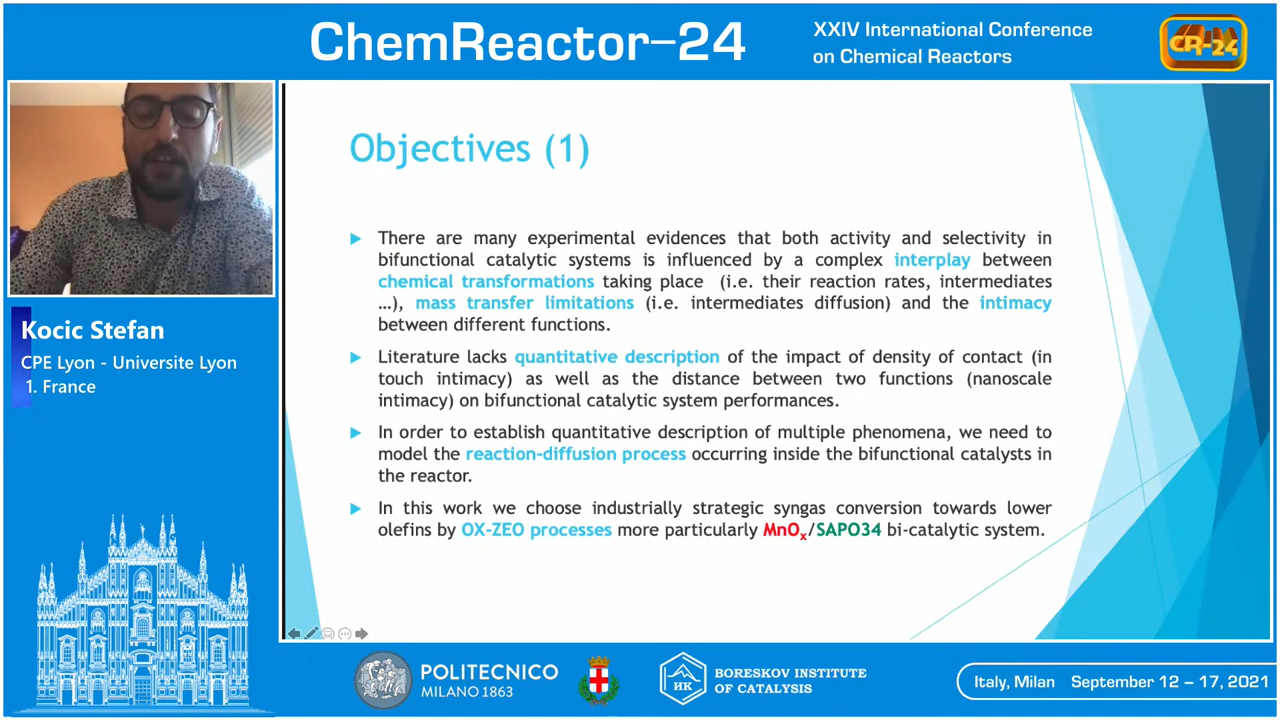 ChemReactor–24
XXIV International Conference
on Chemical Reactors
CR-24
Objectives (1)
There are many experimental evidences that both activity and selectivity in
bifunctional catalytic systems is influenced by a complex interplay between
chemical transformations taking place (i.e. their reaction rates, intermediates
…), mass transfer limitations (i.e. intermediates diffusion) and the intimacy
between different functions.
Literature lacks quantitative description of the impact of density of contact (in
touch intimacy) as well as the distance between two functions (nanoscale
intimacy) on bifunctional catalytic system performances.
In order to establish quantitative description of multiple phenomena, we need to
model the reaction-diffusion process occurring inside the bifunctional catalysts in
the reactor.
In this work we choose industrially strategic syngas conversion towards lower
olefins by OX-ZEO processes more particularly MnOx/SAPO34 bi-catalytic system.
Kocic Stefan
CPE Lyon - Universite Lyon
1. France
POLITECNICO
MILANO 1863
HK
BORESKOV INSTITUTE
OF CATALYSIS
Italy, Milan September 12 – 17, 2021